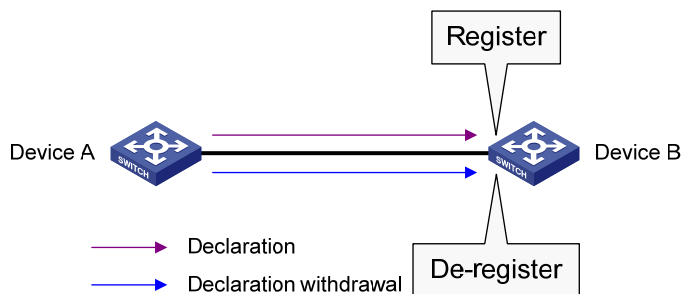 Register
Device A
SWITCH
SWITCH
Device B
Declaration
Declaration withdrawal
De-register